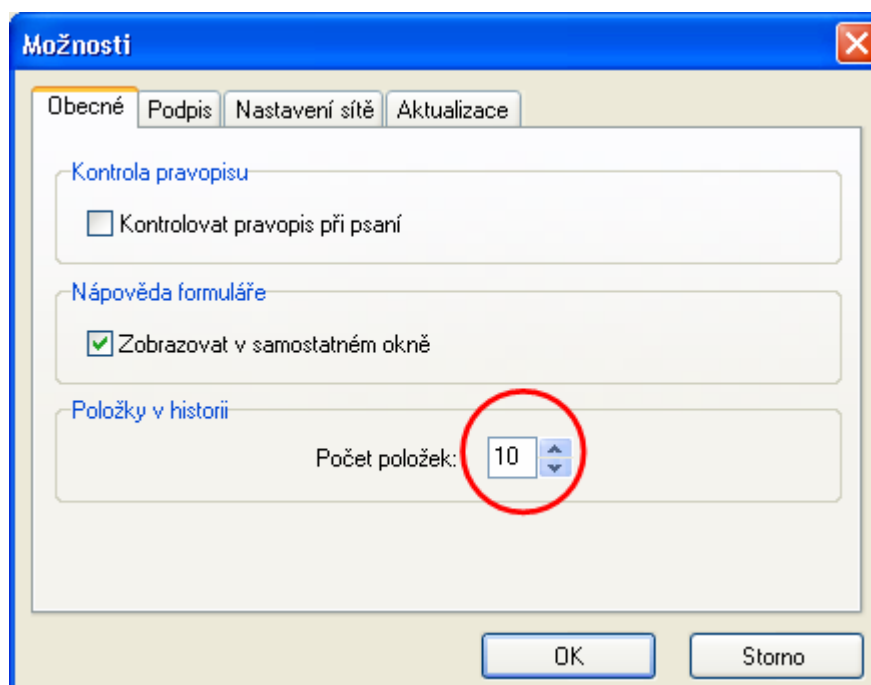 Možnosti
Obecné Podpis Nastavení sítě Aktualizace
Kontrola pravopisu
Kontrolovat pravopis při psaní
Nápověda formuláře
Zobrazovat v samostatném okně
Položky v historii
Počet položek: 10
OK Storno